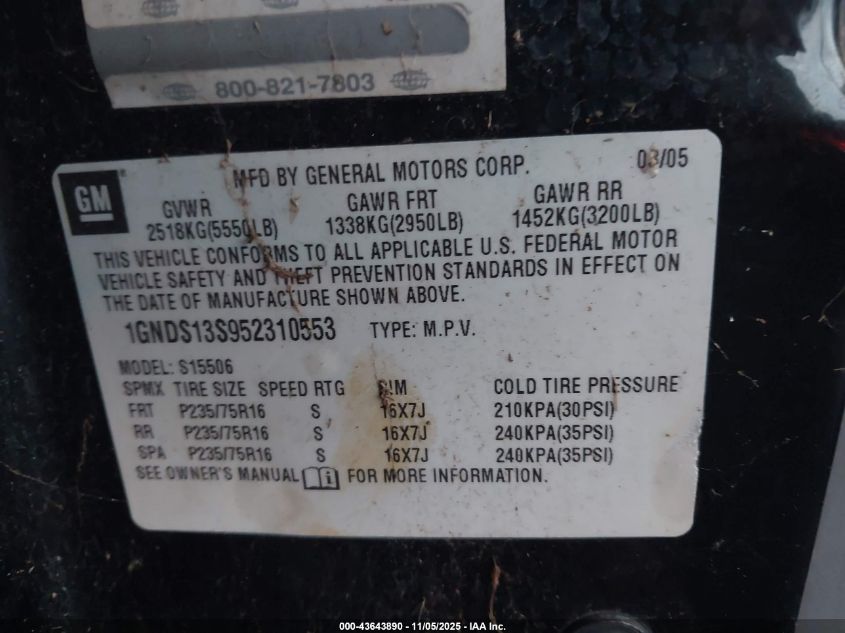 800-821-7803
GM
MFD BY GENERAL MOTORS CORP. 03/05
GVWR GAWR FRT GAWR RR
2518KG(5550LB) 1338KG(2950LB) 1452KG(3200LB)
THIS VEHICLE CONFORMS TO ALL APPLICABLE U.S. FEDERAL MOTOR
VEHICLE SAFETY AND THEFT PREVENTION STANDARDS IN EFFECT ON
THE DATE OF MANUFACTURE SHOWN ABOVE.
1GNDS13S952310553 TYPE: M.P.V.
MODEL: S15506
SPMX TIRE SIZE SPEED RTG RIM COLD TIRE PRESSURE
FRT P235/75R16 S 16X7J 210KPA(30PSI)
RR P235/75R16 S 16X7J 240KPA(35PSI)
SPA P235/75R16 S 16X7J 240KPA(35PSI)
SEE OWNER'S MANUAL FOR MORE INFORMATION.
000-43643890 - 11/05/2025 - IAA Inc.